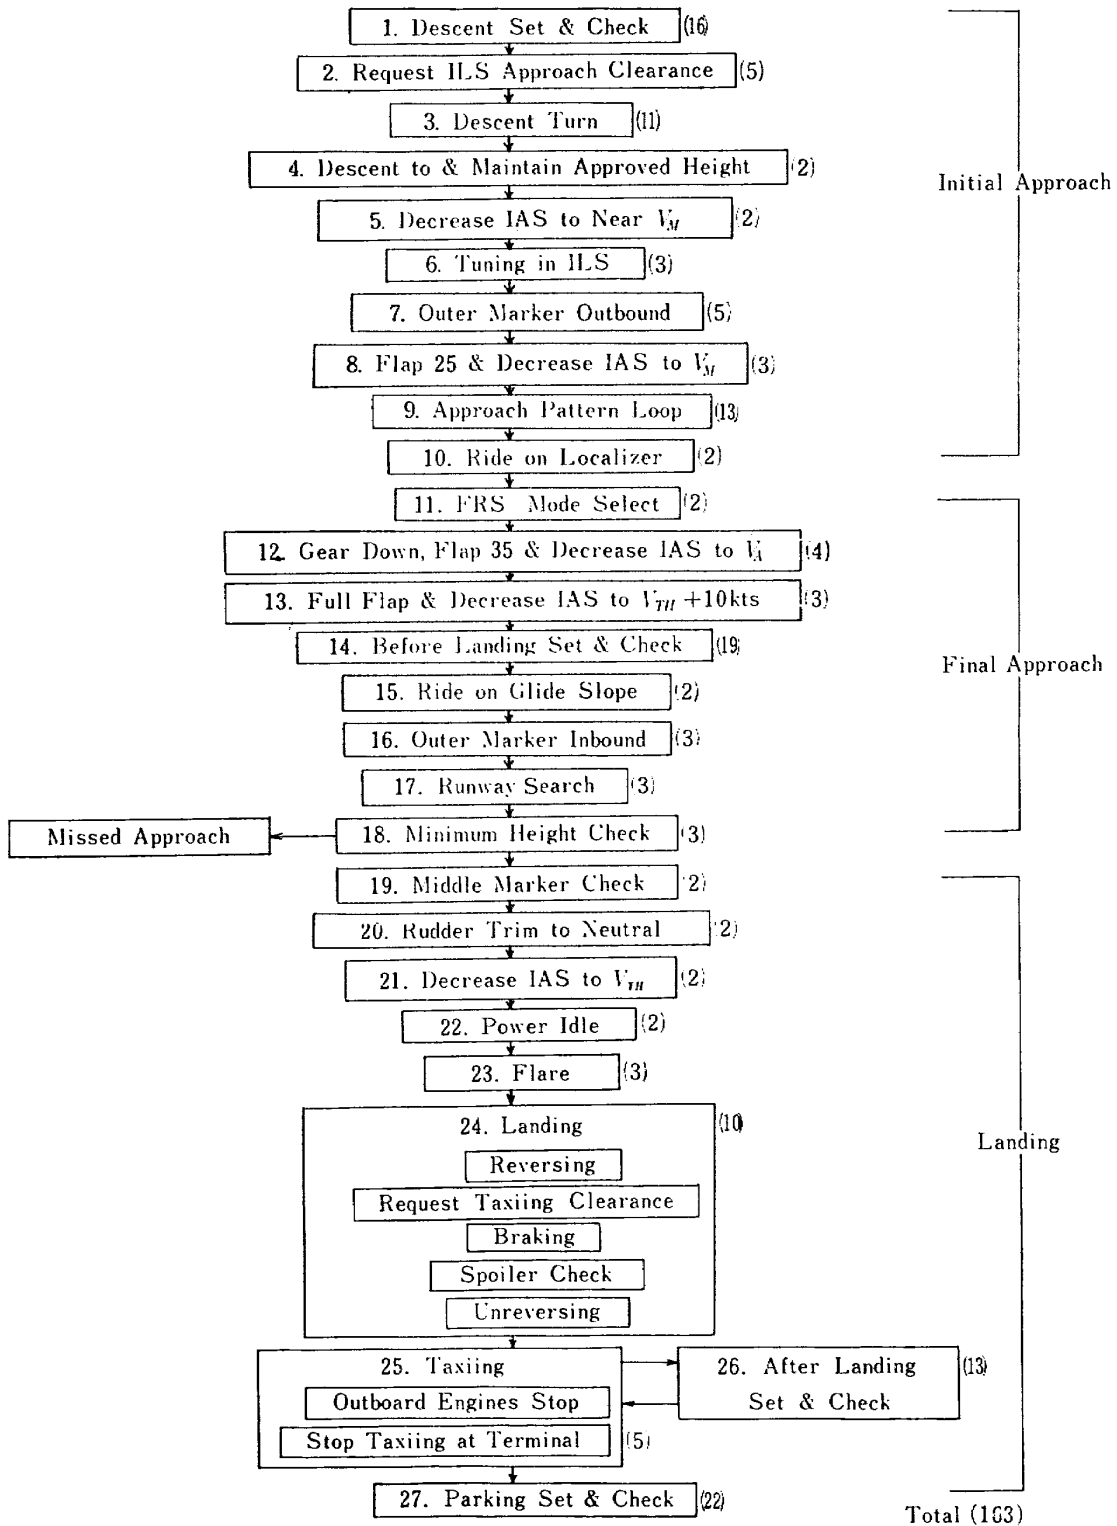 1. Descent Set & Check (16)
2. Request ILS Approach Clearance (5)
3. Descent Turn (11)
4. Descent to & Maintain Approved Height (2)
Initial Approach
5. Decrease IAS to Near V_M (2)
6. Tuning in ILS (3)
7. Outer Marker Outbound (5)
8. Flap 25 & Decrease IAS to V_M (3)
9. Approach Pattern Loop (13)
10. Ride on Localizer (2)
11. FRS Mode Select (2)
12. Gear Down, Flap 35 & Decrease IAS to V_A (4)
13. Full Flap & Decrease IAS to V_TH +10kts (3)
14. Before Landing Set & Check (19)
Final Approach
15. Ride on Glide Slope (2)
16. Outer Marker Inbound (3)
17. Runway Search (3)
Missed Approach
18. Minimum Height Check (3)
19. Middle Marker Check (2)
20. Rudder Trim to Neutral (2)
21. Decrease IAS to V_TH (2)
22. Power Idle (2)
23. Flare (3)
24. Landing (10)
Landing
Reversing
Request Taxiing Clearance
Braking
Spoiler Check
Unreversing
25. Taxiing
Outboard Engines Stop
Stop Taxiing at Terminal (5)
26. After Landing (13)
Set & Check
27. Parking Set & Check (22)
Total (163)